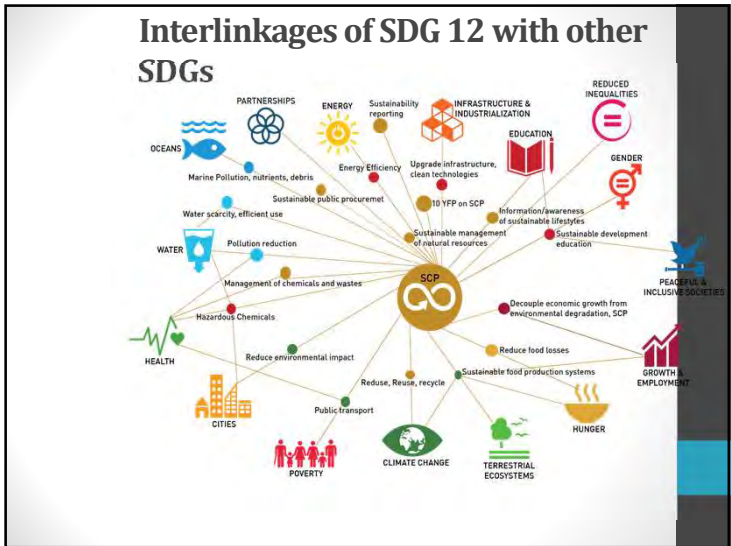 Interlinkages of SDG 12 with other
SDGs
REDUCED
INEQUALITIES
PARTNERSHIPS
ENERGY
Sustainability
reporting
INFRASTRUCTURE &
INDUSTRIALIZATION
EDUCATION
OCEANS
GENDER
Marine Pollution, nutrients, debris
Energy Efficiency
Upgrade infrastructure,
clean technologies
Sustainable public procuremet
10 YFP on SCP
Water scarcity, efficient use
Information/awareness
of sustainable lifestyles
Sustainable management
of natural resources
Sustainable development
education
WATER
Pollution reduction
PEACEFUL &
INCLUSIVE SOCIETIES
SCP
Management of chemicals and wastes
Decouple economic growth from
environmental degradation, SCP
Hazardous Chemicals
HEALTH
Reduce environmental impact
Reduce food losses
Sustainable food production systems
GROWTH &
EMPLOYMENT
Reduse, Reuse, recycle
Public transport
CITIES
HUNGER
POVERTY
CLIMATE CHANGE
TERRESTRIAL
ECOSYSTEMS